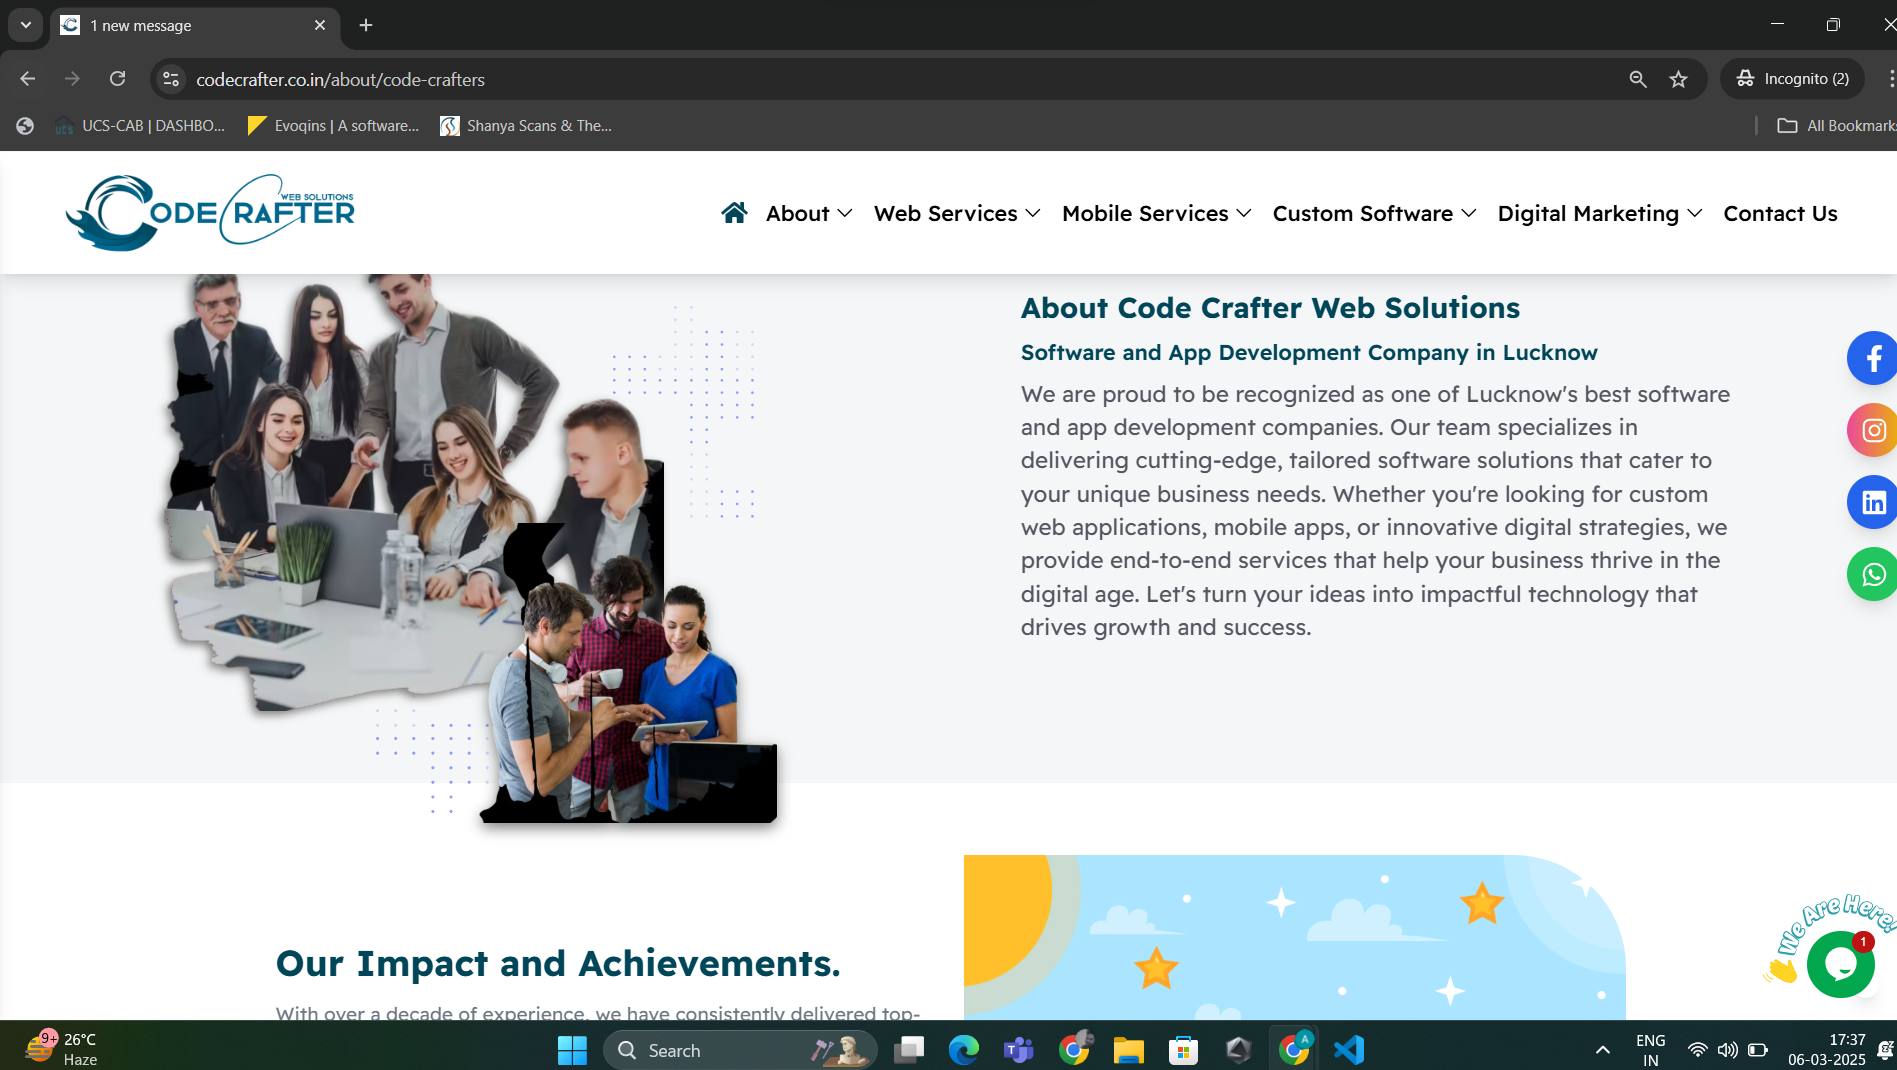 1 new message
codecrafter.co.in/about/code-crafters
Incognito (2)
UCS-CAB | DASHBO...
Evoqins | A software...
Shanya Scans & The...
All Bookmarks
CODE CRAFTER
WEB SOLUTIONS
About
Web Services
Mobile Services
Custom Software
Digital Marketing
Contact Us
About Code Crafter Web Solutions
Software and App Development Company in Lucknow
We are proud to be recognized as one of Lucknow's best software
and app development companies. Our team specializes in
delivering cutting-edge, tailored software solutions that cater to
your unique business needs. Whether you're looking for custom
web applications, mobile apps, or innovative digital strategies, we
provide end-to-end services that help your business thrive in the
digital age. Let's turn your ideas into impactful technology that
drives growth and success.
Our Impact and Achievements.
With over a decade of experience, we have consistently delivered top-
We Are Here!
1
9+
26°C
Haze
Search
A
ENG
IN
17:37
06-03-2025